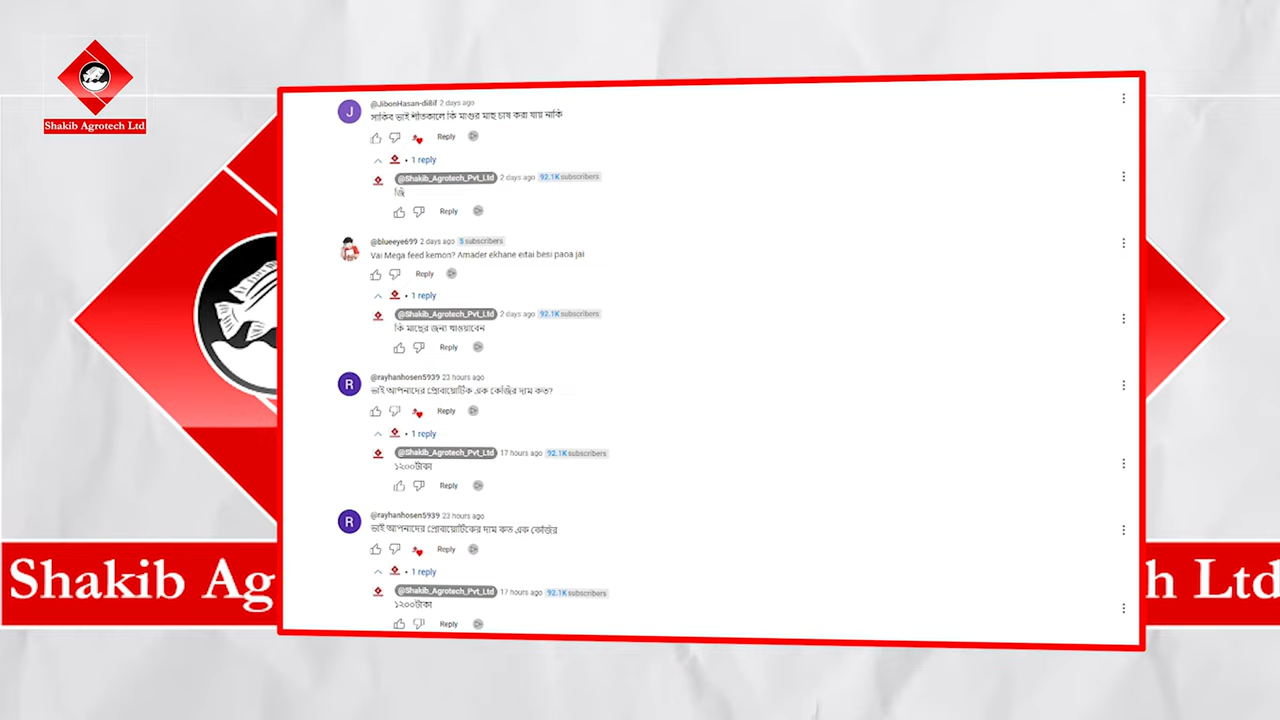 Shakib Agrotech Ltd
@JibonHasan-di8if 2 days ago
সাকিব ভাই শীতকালে কি মাগুর মাছ চাষ করা যায় নাকি
Reply
• 1 reply
@Shakib_Agrotech_Pvt_Ltd 2 days ago 92.1K subscribers
জি
Reply
@blueeye699 2 days ago 5 subscribers
Vai Mega feed kemon? Amader ekhane eitai besi paoa jai
Reply
• 1 reply
@Shakib_Agrotech_Pvt_Ltd 2 days ago 92.1K subscribers
কি মাছের জন্য খাওয়াবেন
Reply
@rayhanhosen5939 23 hours ago
ভাই আপনাদের প্রোবায়োটিক এক কেজির দাম কত?
Reply
• 1 reply
@Shakib_Agrotech_Pvt_Ltd 17 hours ago 92.1K subscribers
১২০০টাকা
Reply
@rayhanhosen5939 23 hours ago
ভাই আপনাদের প্রোবায়োটিকের দাম কত এক কেজির
Reply
• 1 reply
@Shakib_Agrotech_Pvt_Ltd 17 hours ago 92.1K subscribers
১২০০টাকা
Reply
Shakib Ag h Ltd